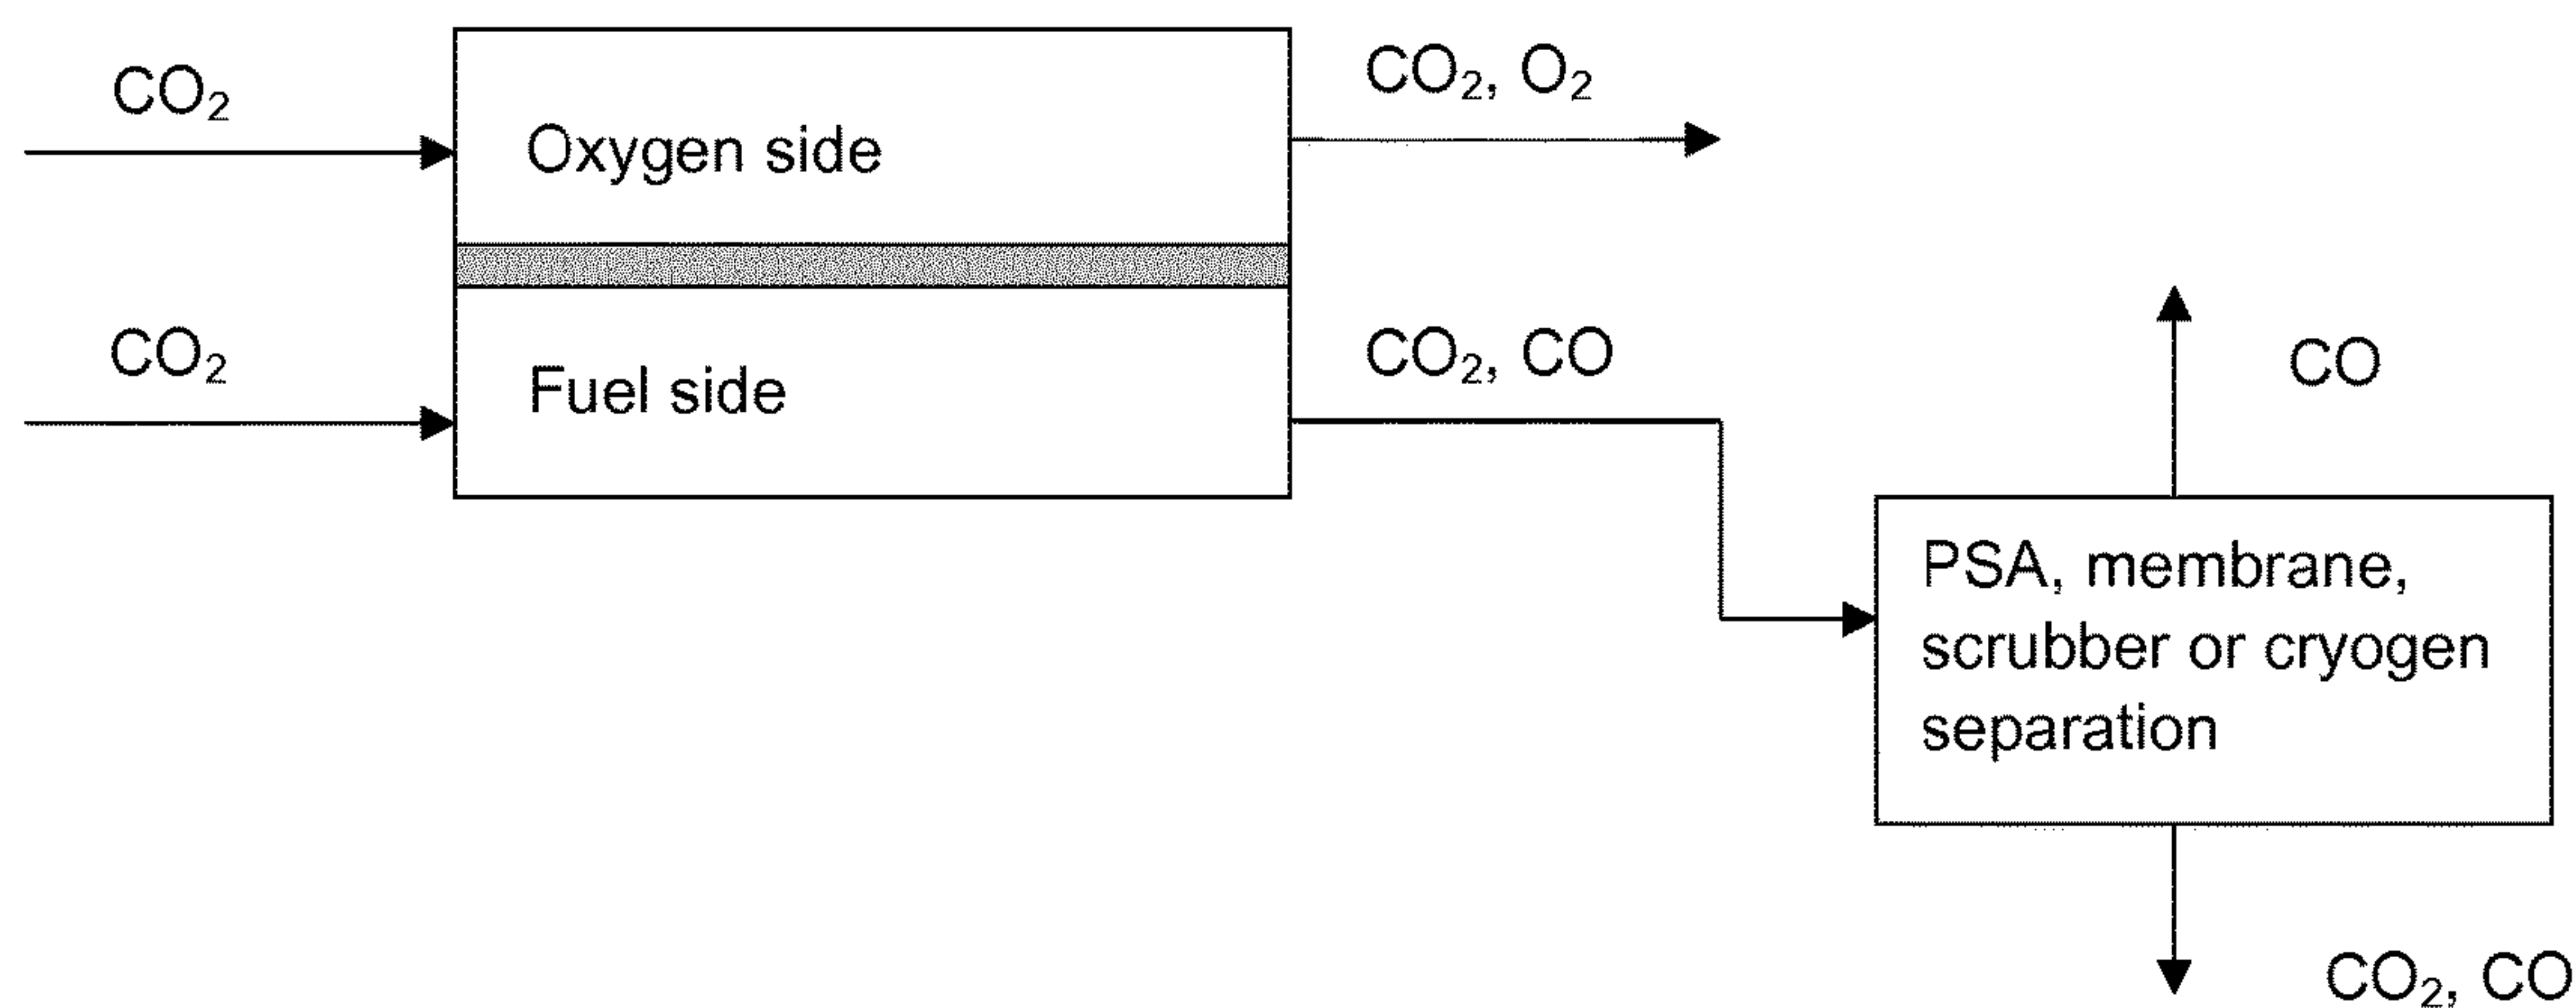 CO₂
CO₂, O₂
Oxygen side
CO₂
CO₂, CO
CO
Fuel side
PSA, membrane,
scrubber or cryogen
separation
CO₂, CO